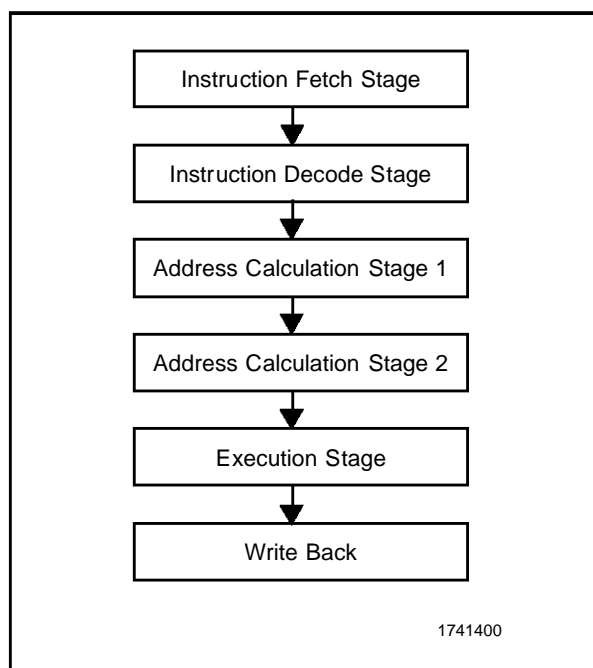 Instruction Fetch Stage
Instruction Decode Stage
Address Calculation Stage 1
Address Calculation Stage 2
Execution Stage
Write Back
1741400